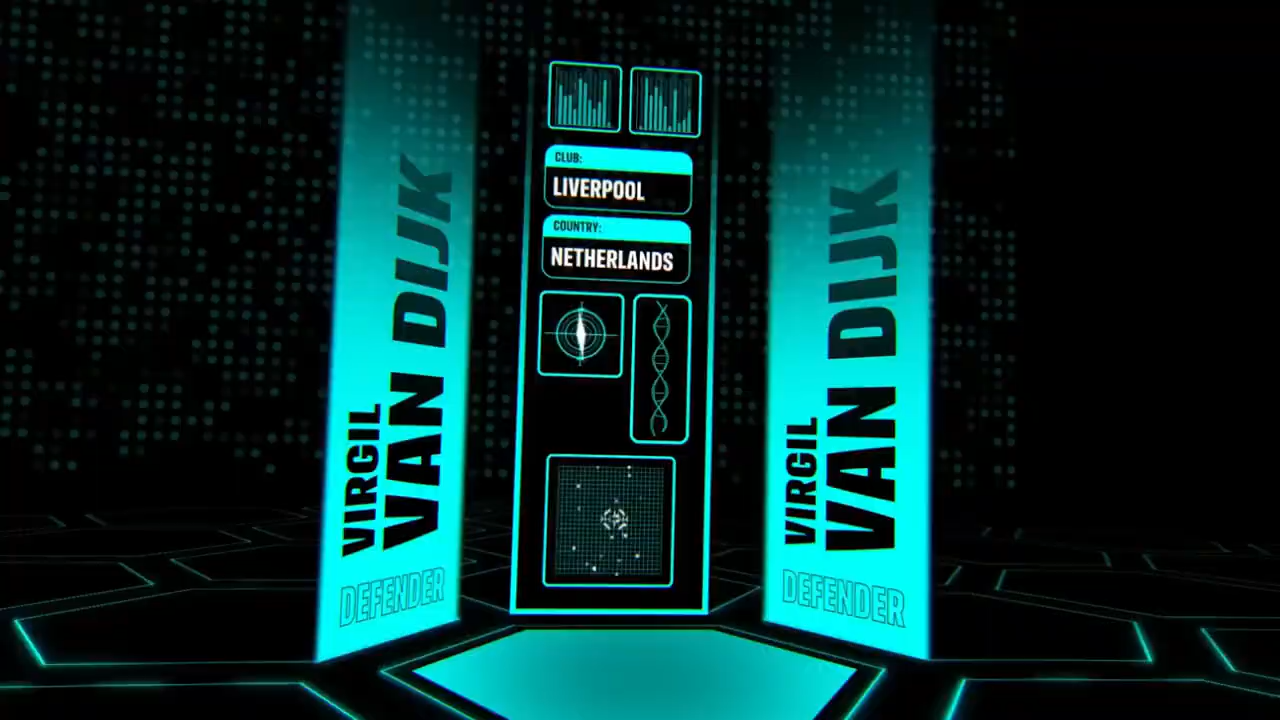 VIRGIL
VAN DIJK
DEFENDER
CLUB:
LIVERPOOL
COUNTRY:
NETHERLANDS
VIRGIL
VAN DIJK
DEFENDER